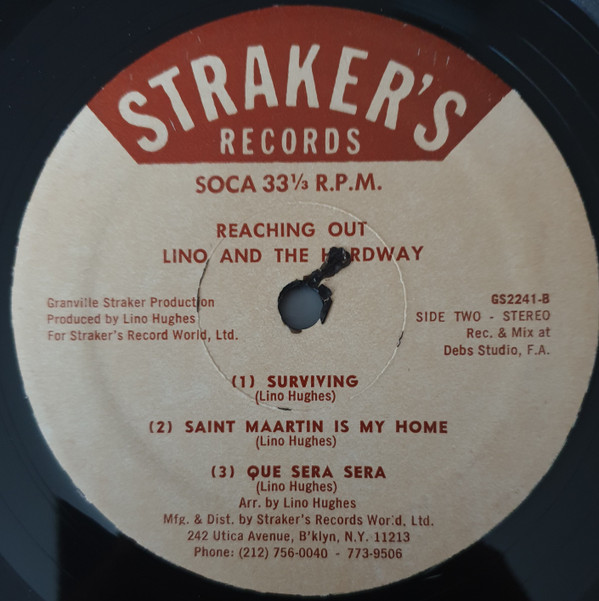 STRAKER'S
RECORDS
SOCA 33⅓ R.P.M.
REACHING OUT
LINO AND THE HARDWAY
Granville Straker Production
Produced by Lino Hughes
For Straker's Record World, Ltd.
GS2241-B
SIDE TWO - STEREO
Rec. & Mix at
Debs Studio, F.A.
(1) SURVIVING
(Lino Hughes)
(2) SAINT MAARTIN IS MY HOME
(Lino Hughes)
(3) QUE SERA SERA
(Lino Hughes)
Arr. by Lino Hughes
Mfg. & Dist. by Straker's Records World, Ltd.
242 Utica Avenue, B'klyn, N.Y. 11213
Phone: (212) 756-0040 - 773-9506